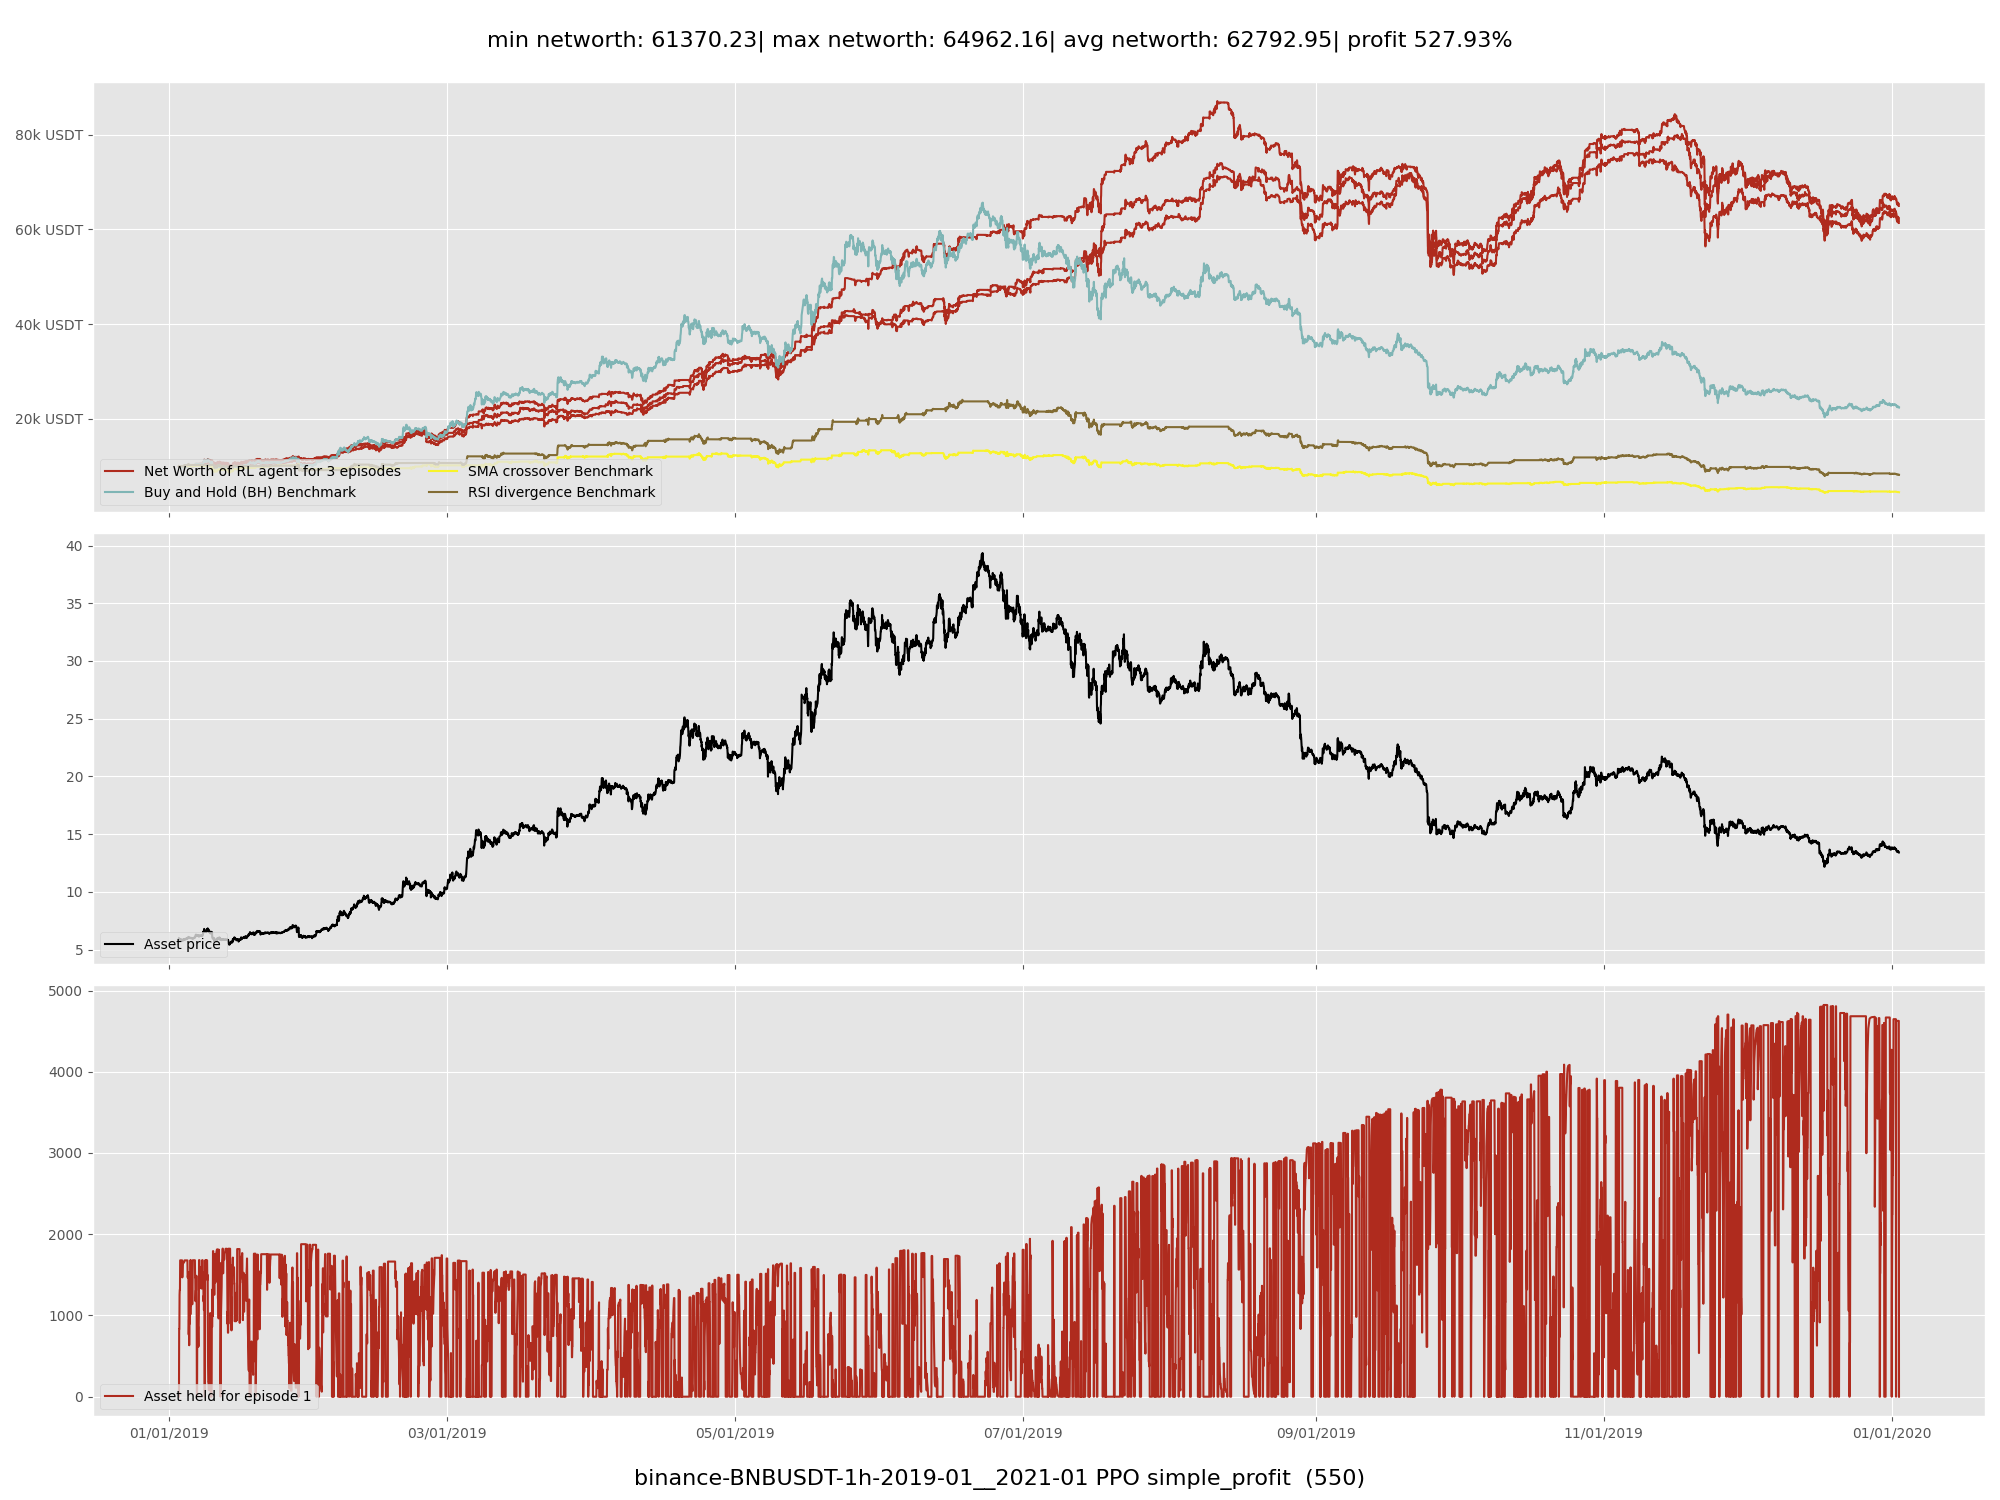 min networth: 61370.23| max networth: 64962.16| avg networth: 62792.95| profit 527.93%
80k USDT
60k USDT
40k USDT
20k USDT
Net Worth of RL agent for 3 episodes
Buy and Hold (BH) Benchmark
SMA crossover Benchmark
RSI divergence Benchmark
40
35
30
25
20
15
10
5
Asset price
5000
4000
3000
2000
1000
0
Asset held for episode 1
01/01/2019 03/01/2019 05/01/2019 07/01/2019 09/01/2019 11/01/2019 01/01/2020
binance-BNBUSDT-1h-2019-01__2021-01 PPO simple_profit (550)